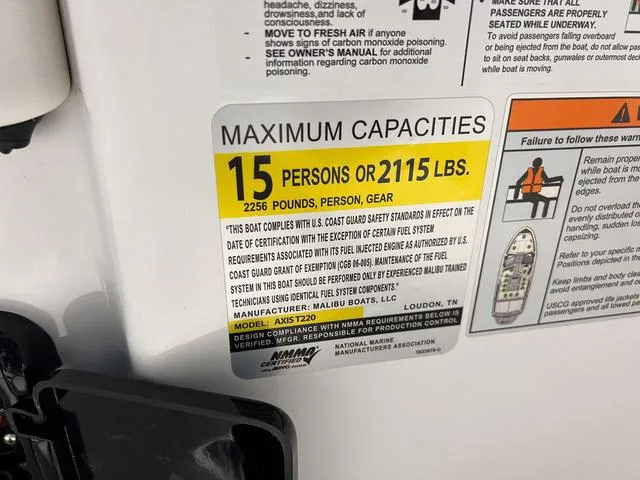 headache, dizziness,
drowsiness, and lack of
consciousness.
- MOVE TO FRESH AIR if anyone
shows signs of carbon monoxide poisoning.
- SEE OWNER'S MANUAL for additional
information regarding carbon monoxide
poisoning.
MAKE SURE THAT ALL
PASSENGERS ARE PROPERLY
SEATED WHILE UNDERWAY.
To avoid passengers falling overboard
or being ejected from the boat, do not allow
to sit on seat backs, gunwales or outermost
while boat is moving.
MAXIMUM CAPACITIES
15 PERSONS OR 2115 LBS.
2256 POUNDS, PERSON, GEAR
"THIS BOAT COMPLIES WITH U.S. COAST GUARD SAFETY STANDARDS IN EFFECT ON THE
DATE OF CERTIFICATION WITH THE EXCEPTION OF CERTAIN FUEL SYSTEM
REQUIREMENTS ASSOCIATED WITH ITS FUEL INJECTED ENGINE AS AUTHORIZED BY U.S.
COAST GUARD GRANT OF EXEMPTION (CGB 06-005). MAINTENANCE OF THE FUEL
SYSTEM IN THIS BOAT SHOULD BE PERFORMED ONLY BY EXPERIENCED MALIBU TRAINED
TECHNICIANS USING IDENTICAL FUEL SYSTEM COMPONENTS."
MANUFACTURER: MALIBU BOATS, LLC LOUDON, TN
MODEL: AXIS T220
DESIGN COMPLIANCE WITH NMMA REQUIREMENTS BELOW IS
VERIFIED. MFGR. RESPONSIBLE FOR PRODUCTION CONTROL
NMMA
CERTIFIED
using ABYC standards
NATIONAL MARINE
MANUFACTURERS ASSOCIATION
Failure to follow these
Remain
while boat is
ejected from the
edges.
Do not overload
evenly distributed
handling, sudden
capsizing.
Refer to your specific
Positions depicted in the
Keep limbs and body
avoid entanglement and
USCG approved life jackets
passengers and all towed